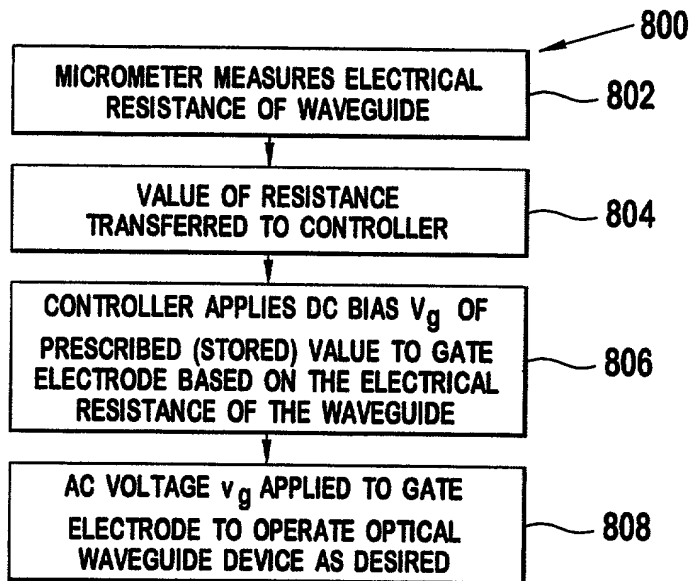 800
MICROMETER MEASURES ELECTRICAL
RESISTANCE OF WAVEGUIDE
802
VALUE OF RESISTANCE
TRANSFERRED TO CONTROLLER
804
CONTROLLER APPLIES DC BIAS Vg OF
PRESCRIBED (STORED) VALUE TO GATE
ELECTRODE BASED ON THE ELECTRICAL
RESISTANCE OF THE WAVEGUIDE
806
AC VOLTAGE vg APPLIED TO GATE
ELECTRODE TO OPERATE OPTICAL
WAVEGUIDE DEVICE AS DESIRED
808